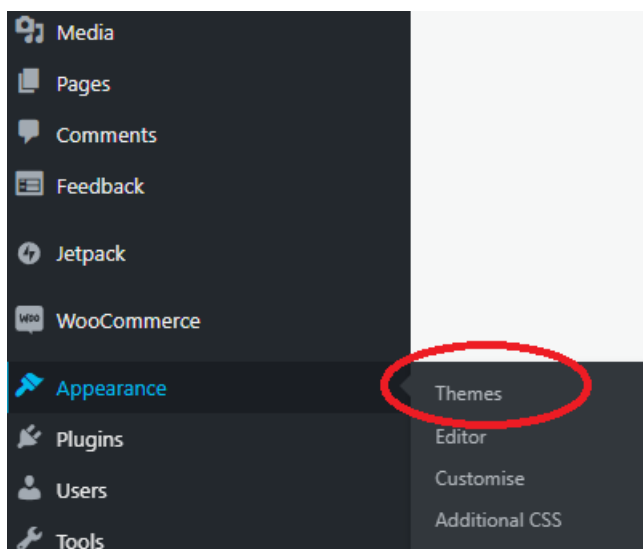 Media
Pages
Comments
Feedback
Jetpack
Woo
WooCommerce
Appearance
Plugins
Users
Tools
Themes
Editor
Customise
Additional CSS